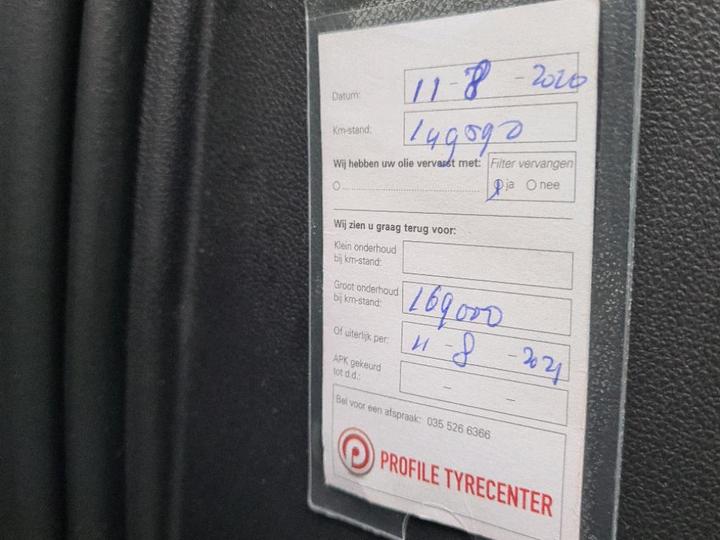 Datum: 11-8-2020
Km-stand: 149090
Wij hebben uw olie ververst met: Filter vervangen
ja nee
Wij zien u graag terug voor:
Klein onderhoud
bij km-stand:
Groot onderhoud
bij km-stand: 169000
Of uiterlijk per: 11-8-2021
APK gekeurd
tot d.d.: - -
Bel voor een afspraak: 035 526 6366
PROFILE TYRECENTER